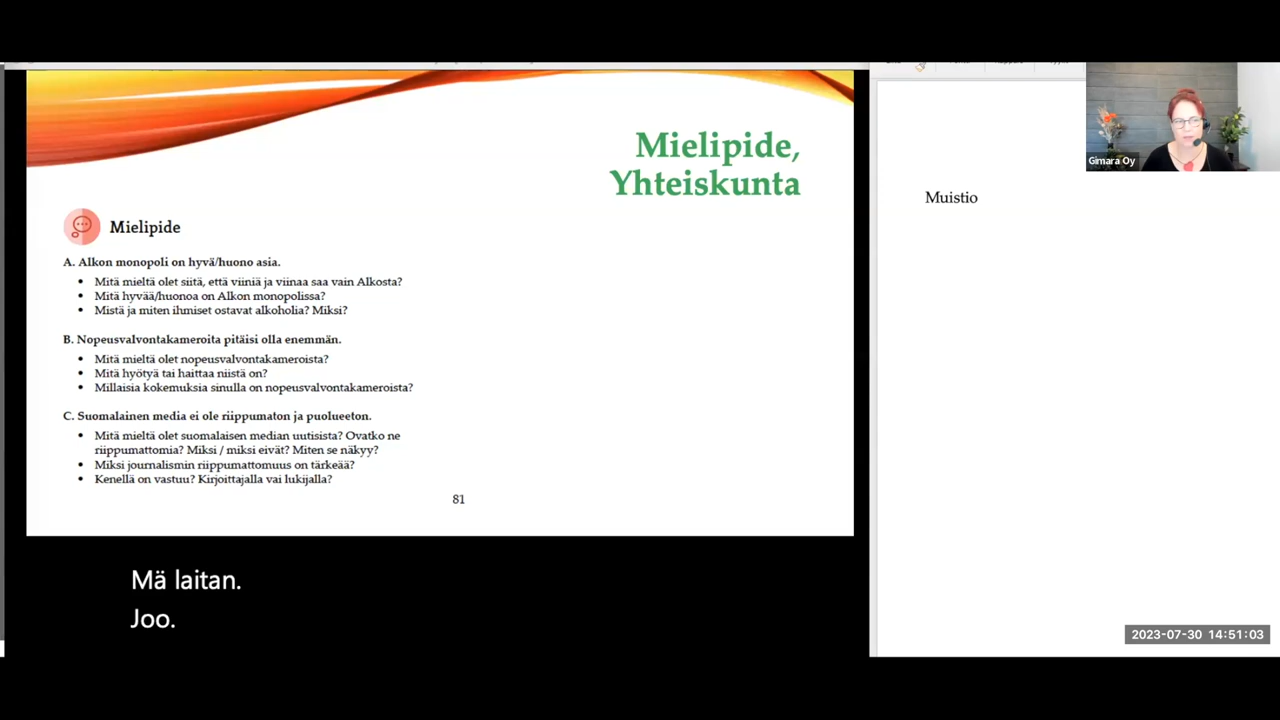 Mielipide,
Yhteiskunta
Mielipide
A. Alkon monopoli on hyvä/huono asia.
• Mitä mieltä olet siitä, että viiniä ja viinaa saa vain Alkosta?
• Mitä hyvää/huonoa on Alkon monopolissa?
• Mistä ja miten ihmiset ostavat alkoholia? Miksi?
B. Nopeusvalvontakameroita pitäisi olla enemmän.
• Mitä mieltä olet nopeusvalvontakameroista?
• Mitä hyötyä tai haittaa niistä on?
• Millaisia kokemuksia sinulla on nopeusvalvontakameroista?
C. Suomalainen media ei ole riippumaton ja puolueeton.
• Mitä mieltä olet suomalaisen median uutisista? Ovatko ne
riippumattomia? Miksi / miksi eivät? Miten se näkyy?
• Miksi journalismin riippumattomuus on tärkeää?
• Kenellä on vastuu? Kirjoittajalla vai lukijalla?
81
Mä laitan.
Joo.
Muistio
Gimara Oy
2023-07-30 14:51:03